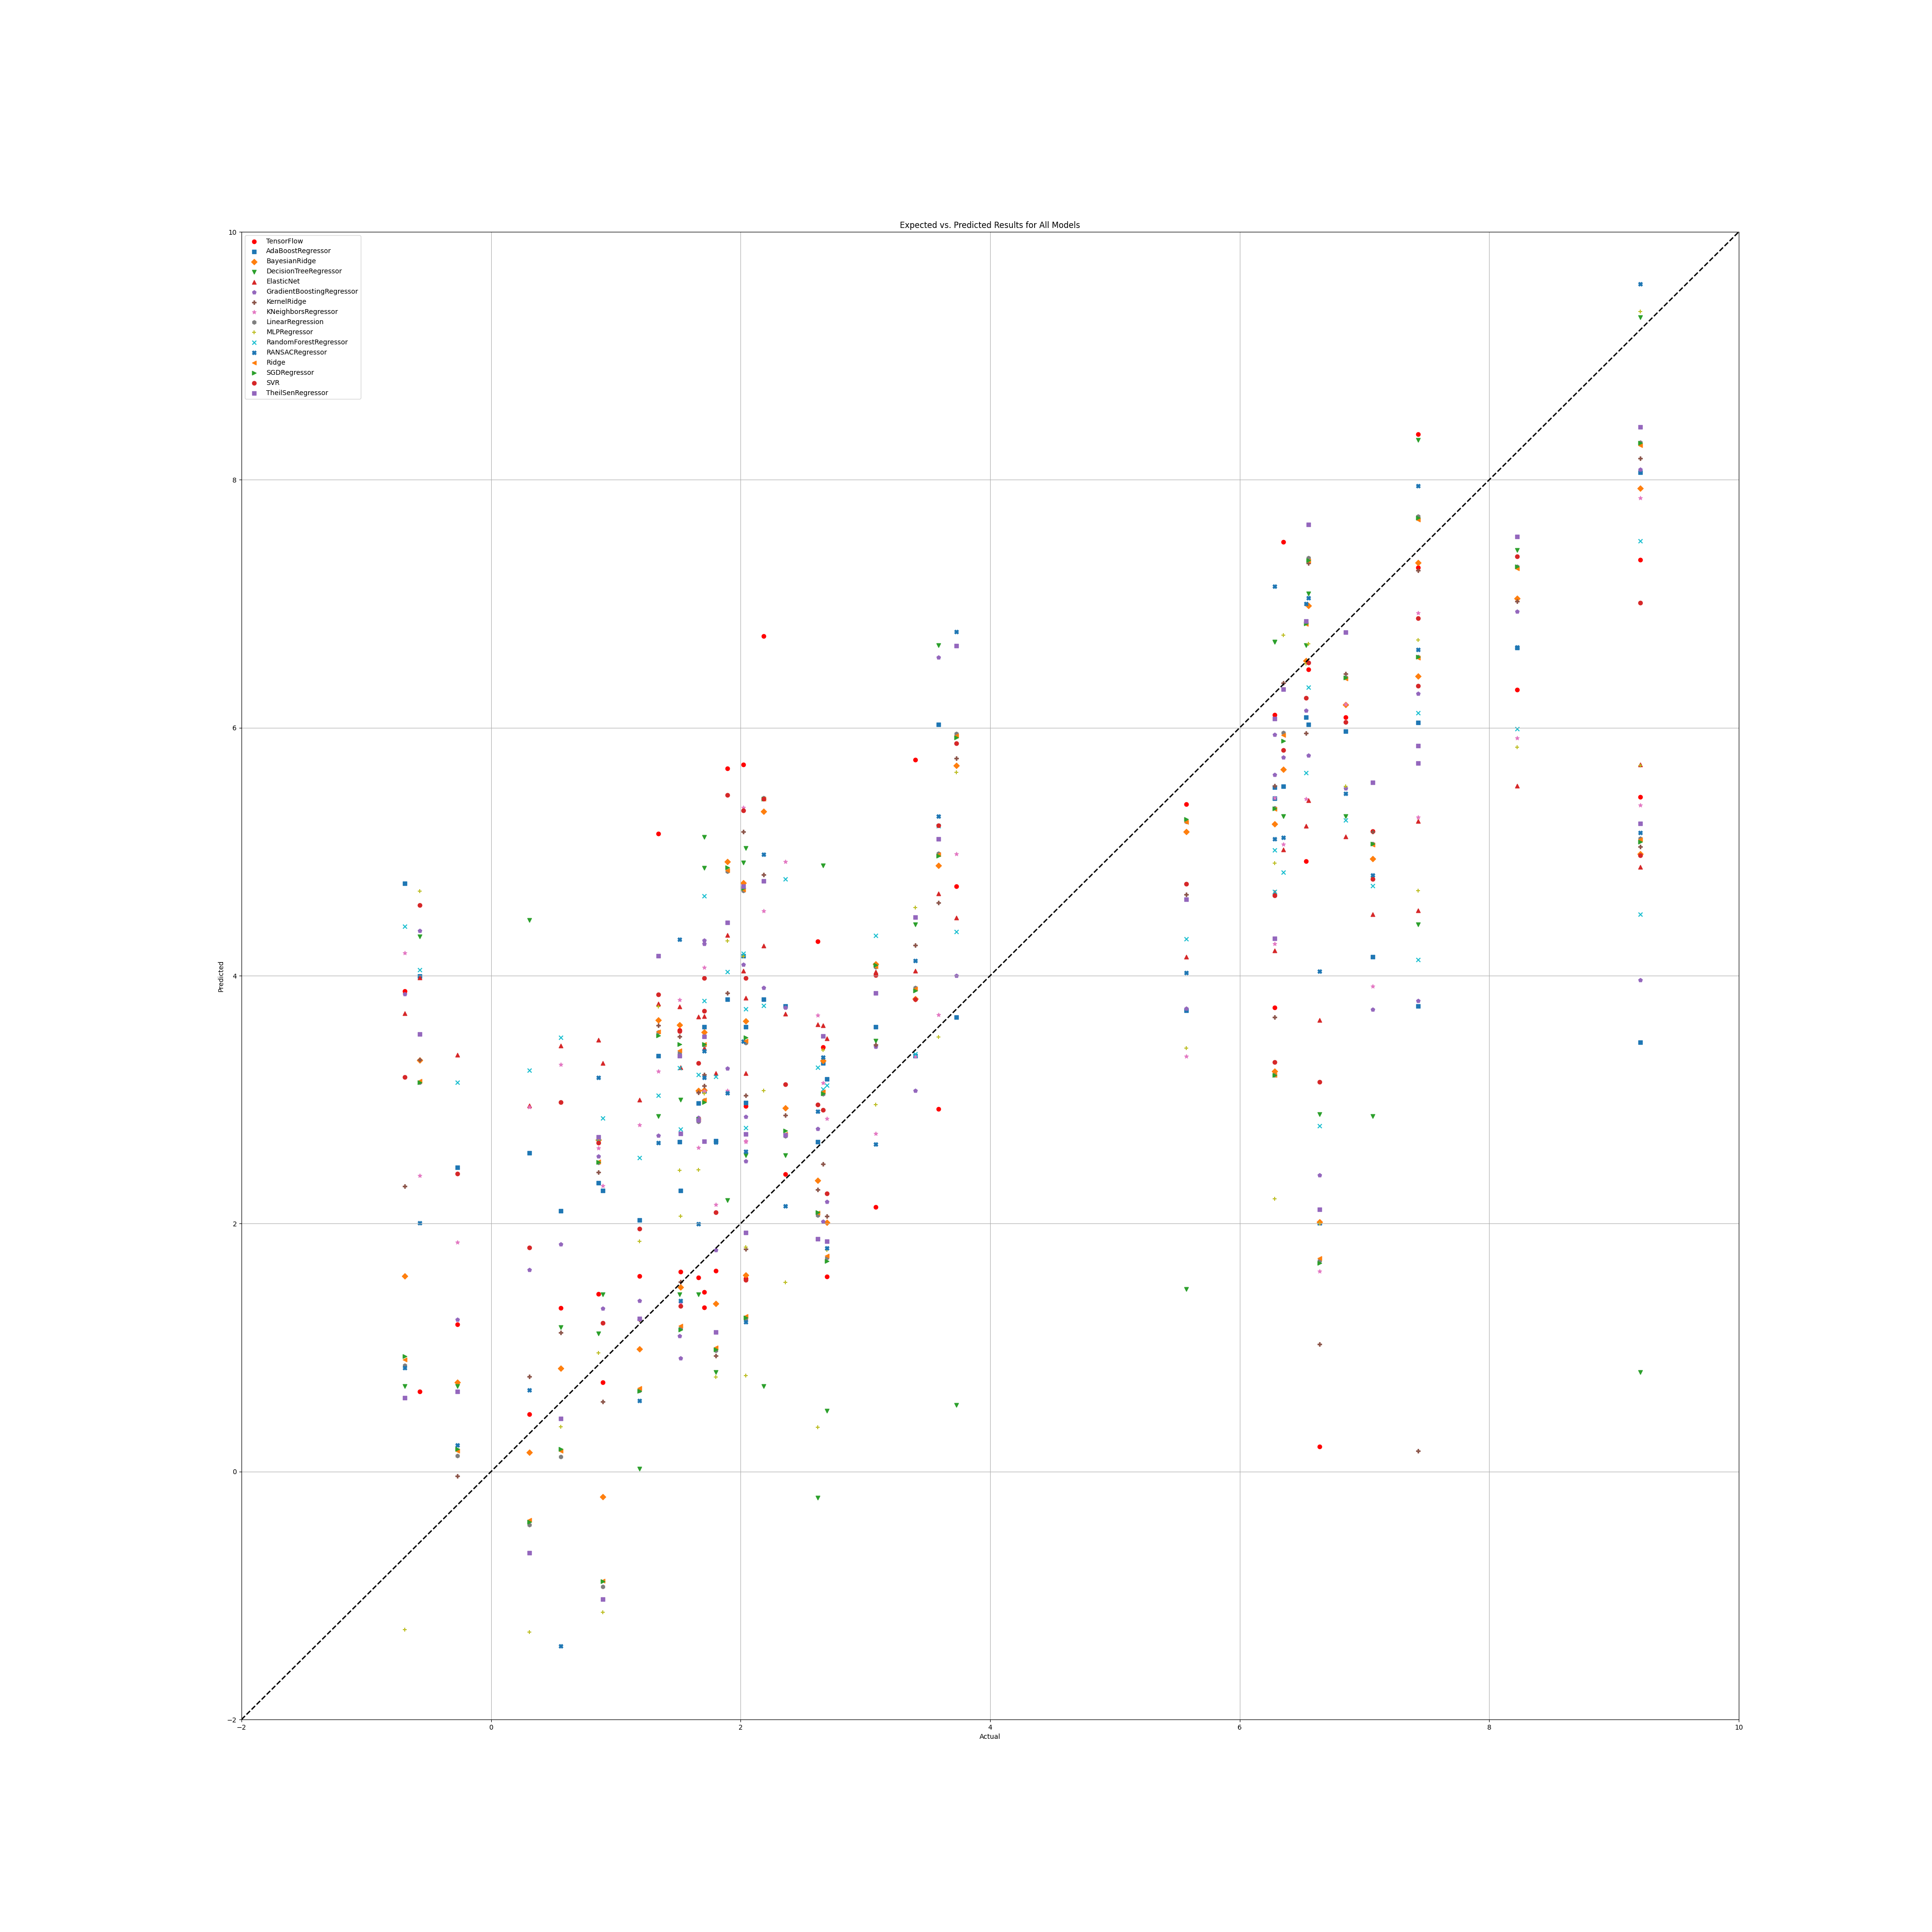 Expected vs. Predicted Results for All Models
10
TensorFlow
AdaBoostRegressor
BayesianRidge
DecisionTreeRegressor
ElasticNet
GradientBoostingRegressor
KernelRidge
KNeighborsRegressor
LinearRegression
MLPRegressor
RandomForestRegressor
RANSACRegressor
Ridge
SGDRegressor
SVR
TheilSenRegressor
8
6
4
2
0
−2
Predicted
−2 0 2 4 6 8 10
Actual